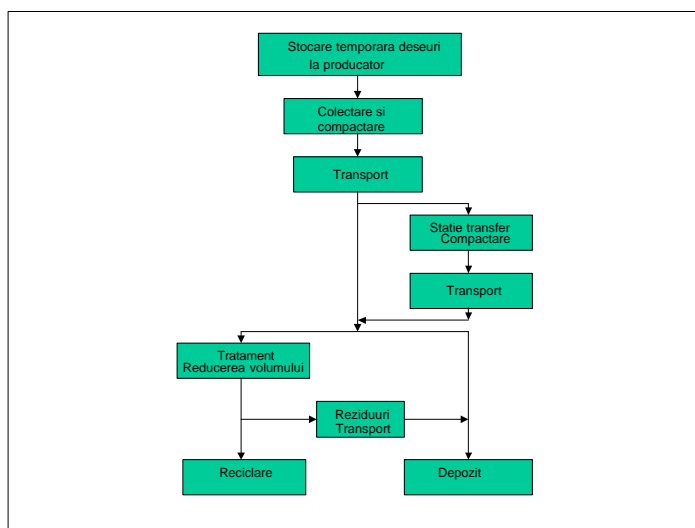 Stocare temporara deseuri
la producator
Colectare si
compactare
Transport
Statie transfer
Compactare
Transport
Tratament
Reducerea volumului
Reziduuri
Transport
Reciclare
Depozit